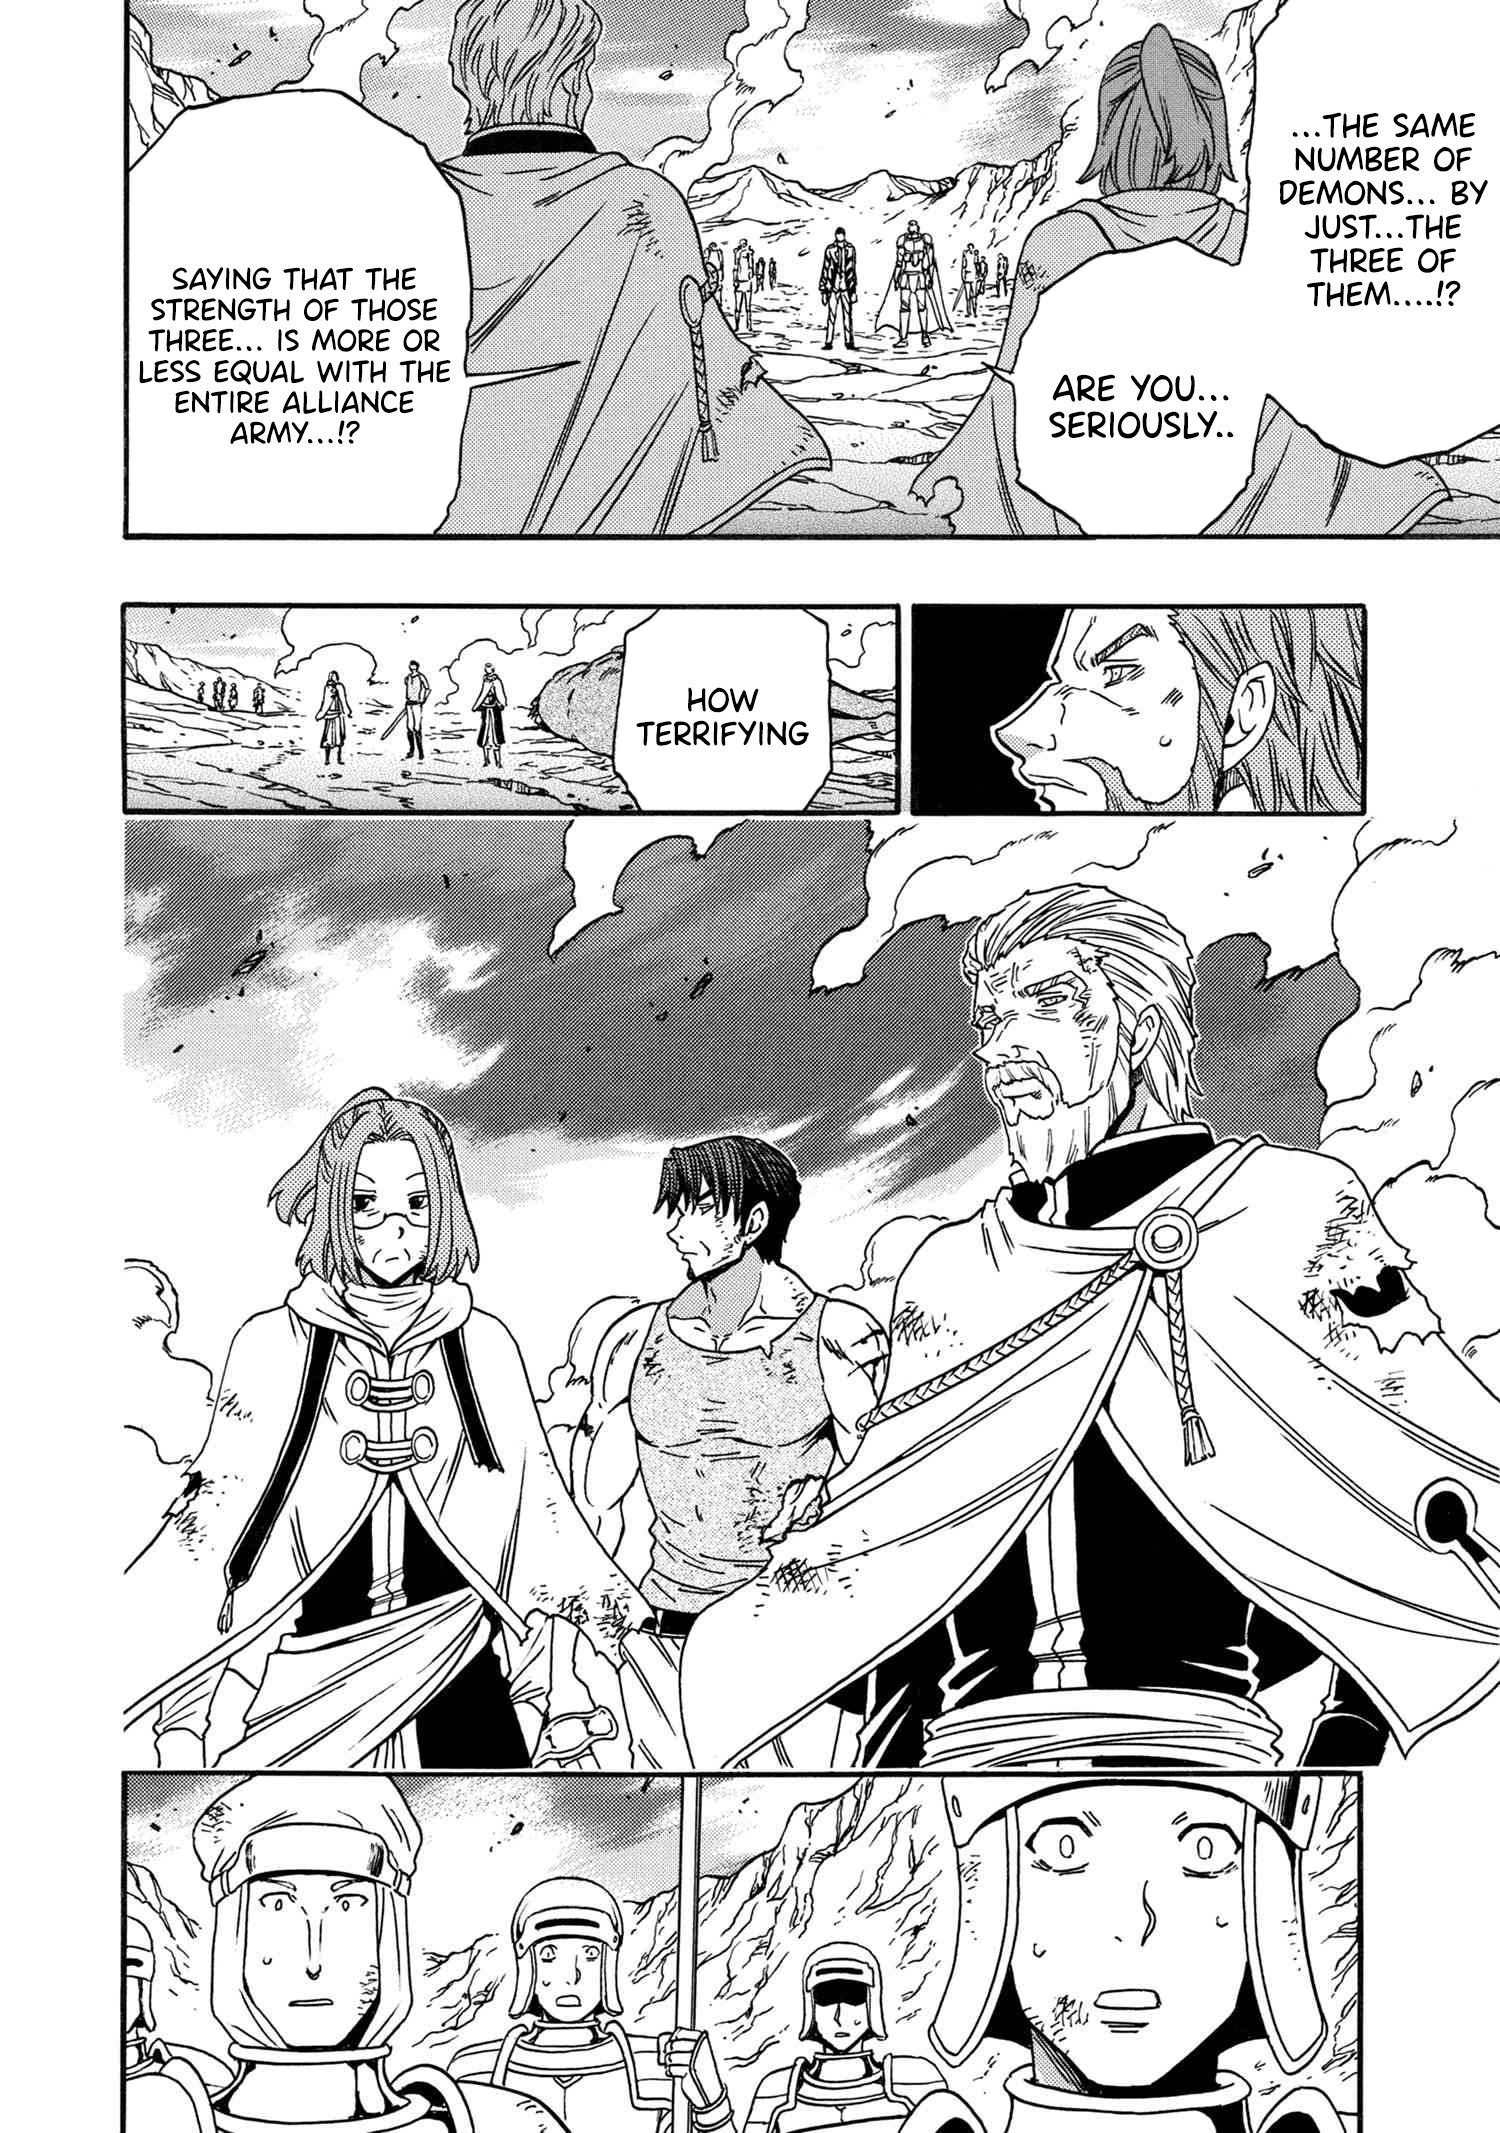 ...THE SAME
NUMBER OF
DEMONS... BY
JUST...THE
THREE OF
THEM....!?
ARE YOU...
SERIOUSLY..
SAYING THAT THE
STRENGTH OF THOSE
THREE... IS MORE OR
LESS EQUAL WITH THE
ENTIRE ALLIANCE
ARMY...!?
HOW
TERRIFYING